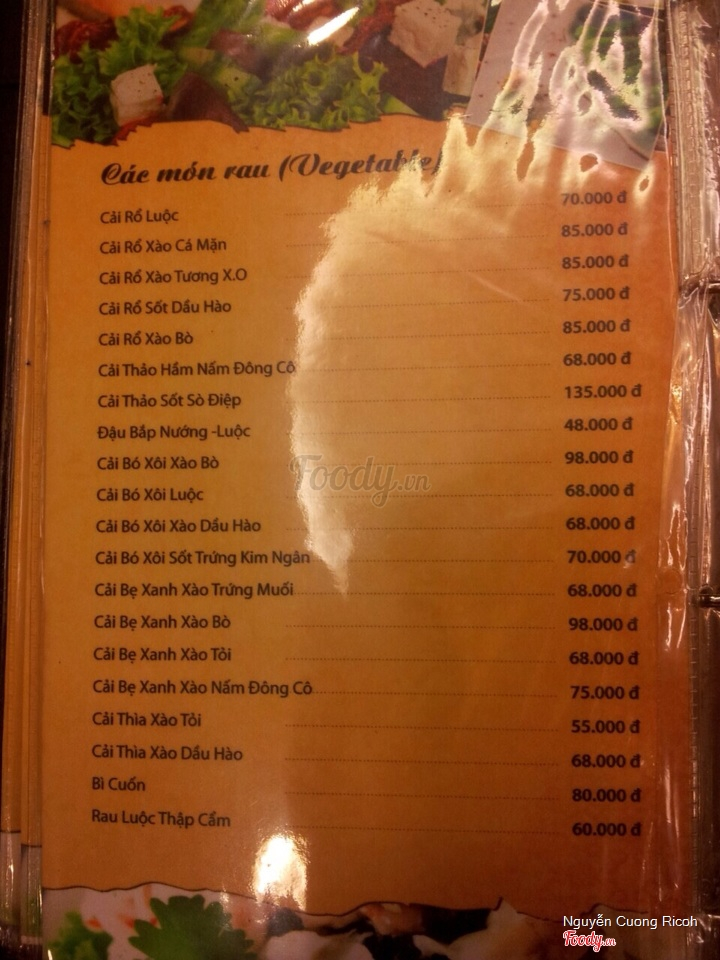 Các món rau (Vegetable)
Cải Rổ Luộc 70.000 đ
Cải Rổ Xào Cá Mặn 85.000 đ
Cải Rổ Xào Tương X.O 85.000 đ
Cải Rổ Sốt Dầu Hào 75.000 đ
Cải Rổ Xào Bò 85.000 đ
Cải Thảo Hầm Nấm Đông Cô 68.000 đ
Cải Thảo Sốt Sò Điệp 135.000 đ
Đậu Bắp Nướng -Luộc 48.000 đ
Cải Bó Xôi Xào Bò 98.000 đ
Cải Bó Xôi Luộc 68.000 đ
Cải Bó Xôi Xào Dầu Hào 68.000 đ
Cải Bó Xôi Sốt Trứng Kim Ngân 70.000 đ
Cải Bẹ Xanh Xào Trứng Muối 68.000 đ
Cải Bẹ Xanh Xào Bò 98.000 đ
Cải Bẹ Xanh Xào Tỏi 68.000 đ
Cải Bẹ Xanh Xào Nấm Đông Cô 75.000 đ
Cải Thìa Xào Tỏi 55.000 đ
Cải Thìa Xào Dầu Hào 68.000 đ
Bì Cuốn 80.000 đ
Rau Luộc Thập Cẩm 60.000 đ
Foody.vn
Nguyễn Cuong Ricoh
Foody.vn